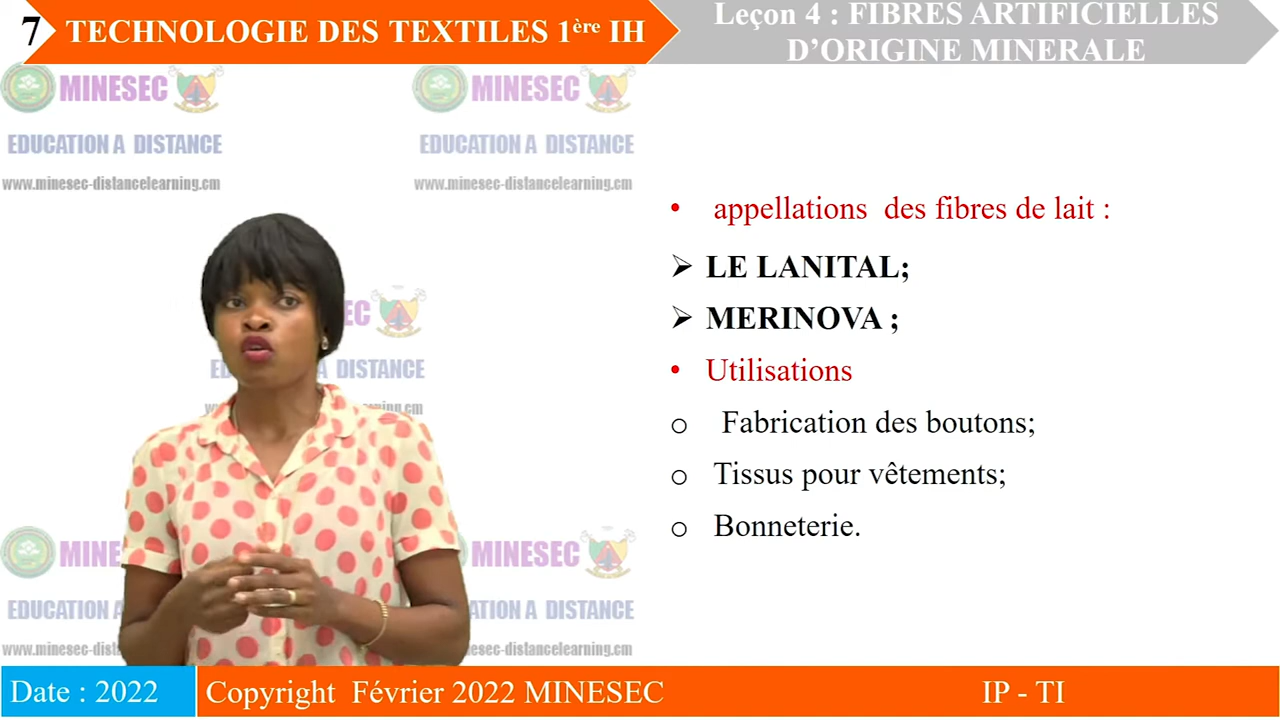 7
TECHNOLOGIE DES TEXTILES 1ère IH
Leçon 4 : FIBRES ARTIFICIELLES
D’ORIGINE MINERALE
MINESEC
MINESEC
EDUCATION A DISTANCE
EDUCATION A DISTANCE
www.minesec-distancelearning.cm
www.minesec-distancelearning.cm
• appellations des fibres de lait :
➢ LE LANITAL;
➢ MERINOVA ;
• Utilisations
o Fabrication des boutons;
o Tissus pour vêtements;
o Bonneterie.
DISTANCE
MINESEC
EDUCATION
DISTANCE
Date : 2022
Copyright Février 2022 MINESEC
IP - TI